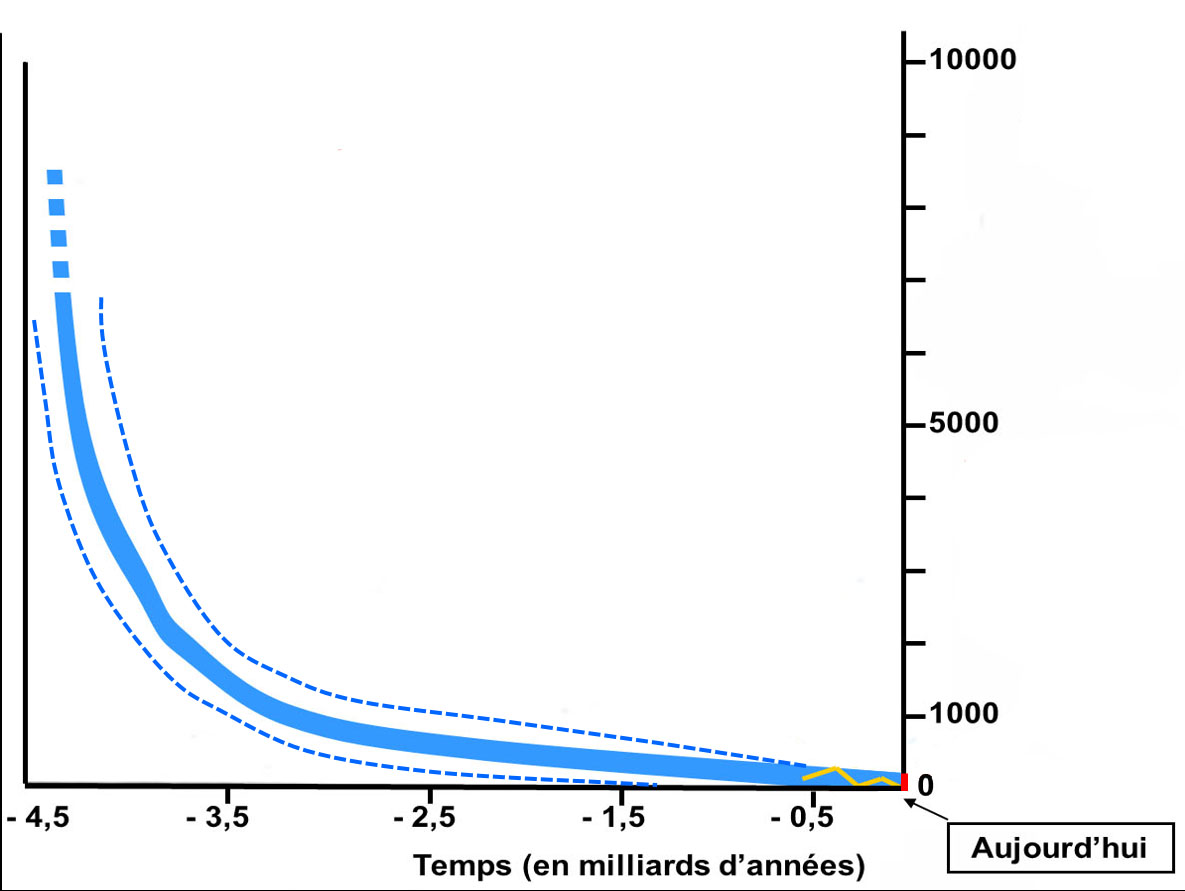 10000
5000
1000
0
- 4,5 - 3,5 - 2,5 - 1,5 - 0,5
Aujourd’hui
Temps (en milliards d’années)